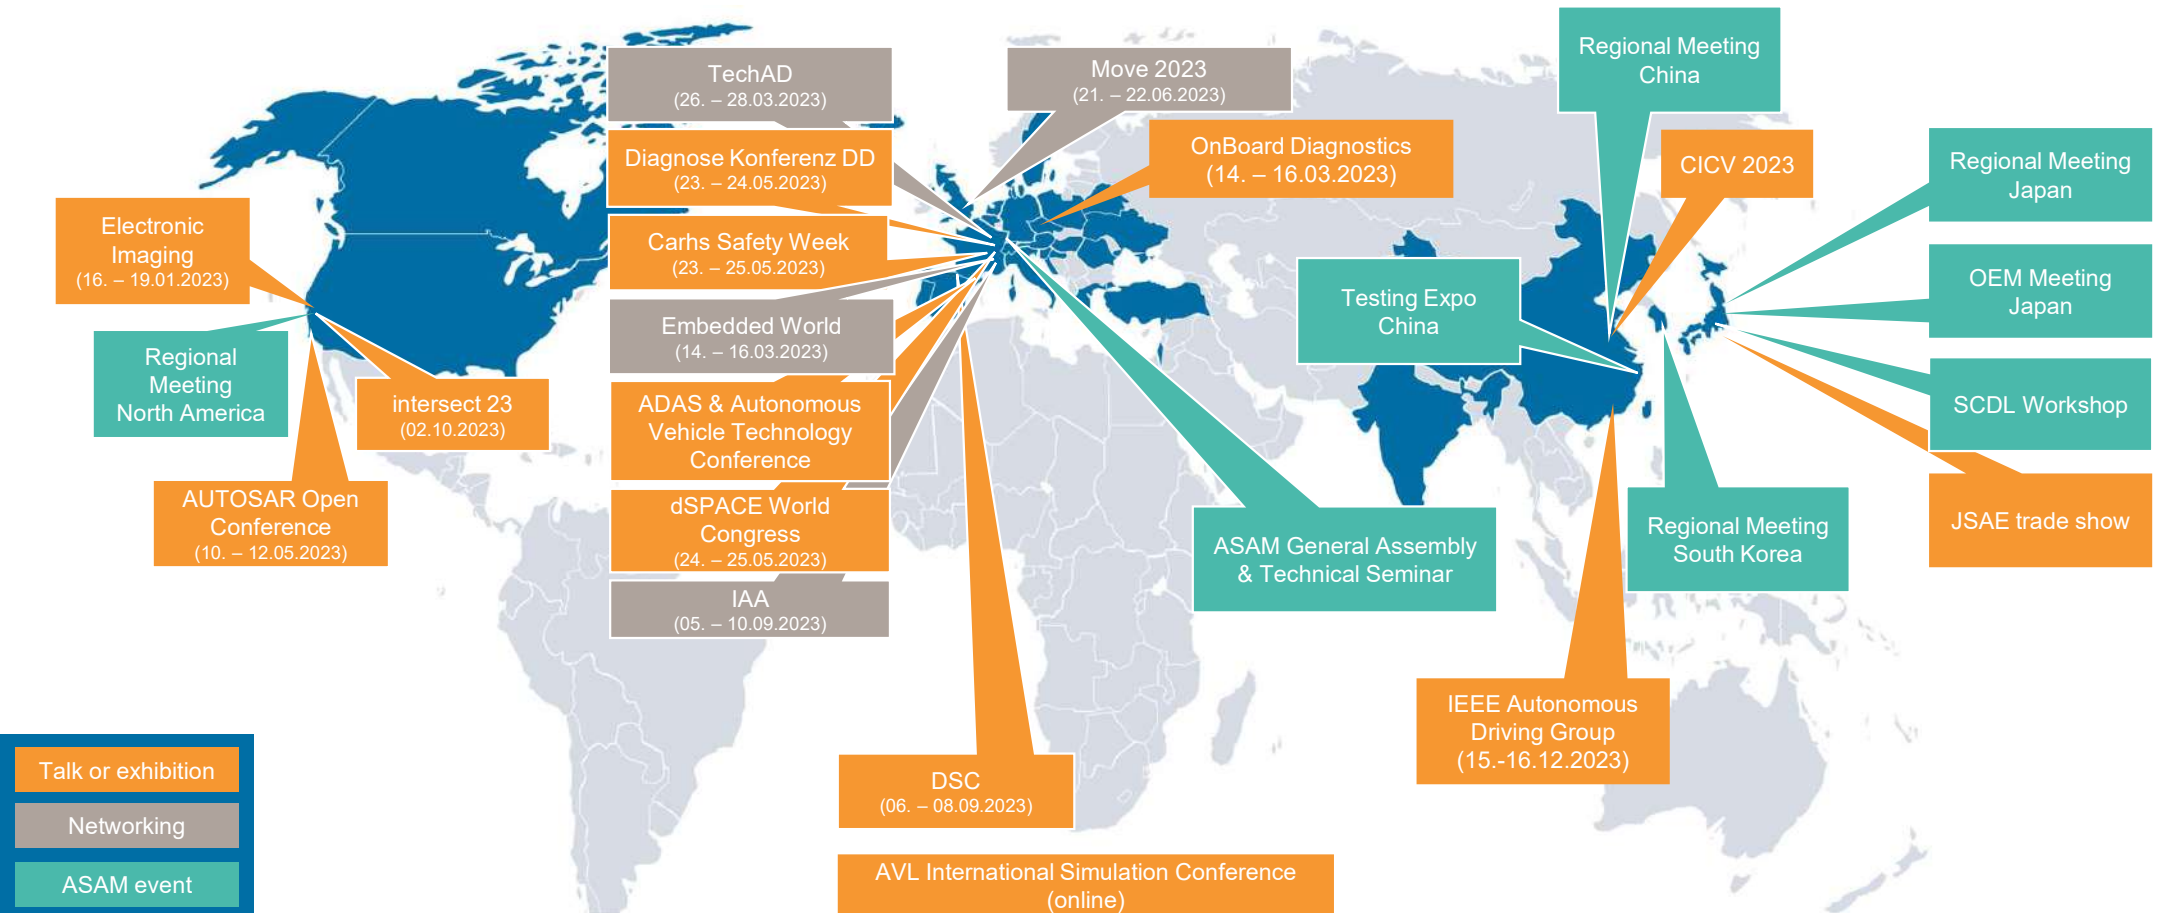 TechAD
(26. – 28.03.2023)
Move 2023
(21. – 22.06.2023)
Regional Meeting
China
Diagnose Konferenz DD
(23. – 24.05.2023)
OnBoard Diagnostics
(14. – 16.03.2023)
CICV 2023
Regional Meeting
Japan
Electronic
Imaging
(16. – 19.01.2023)
Carhs Safety Week
(23. – 25.05.2023)
Testing Expo
China
OEM Meeting
Japan
Regional
Meeting
North America
Embedded World
(14. – 16.03.2023)
intersect 23
(02.10.2023)
ADAS & Autonomous
Vehicle Technology
Conference
SCDL Workshop
AUTOSAR Open
Conference
(10. – 12.05.2023)
dSPACE World
Congress
(24. – 25.05.2023)
ASAM General Assembly
& Technical Seminar
Regional Meeting
South Korea
JSAE trade show
IAA
(05. – 10.09.2023)
IEEE Autonomous
Driving Group
(15.-16.12.2023)
DSC
(06. – 08.09.2023)
AVL International Simulation Conference
(online)
Talk or exhibition
Networking
ASAM event